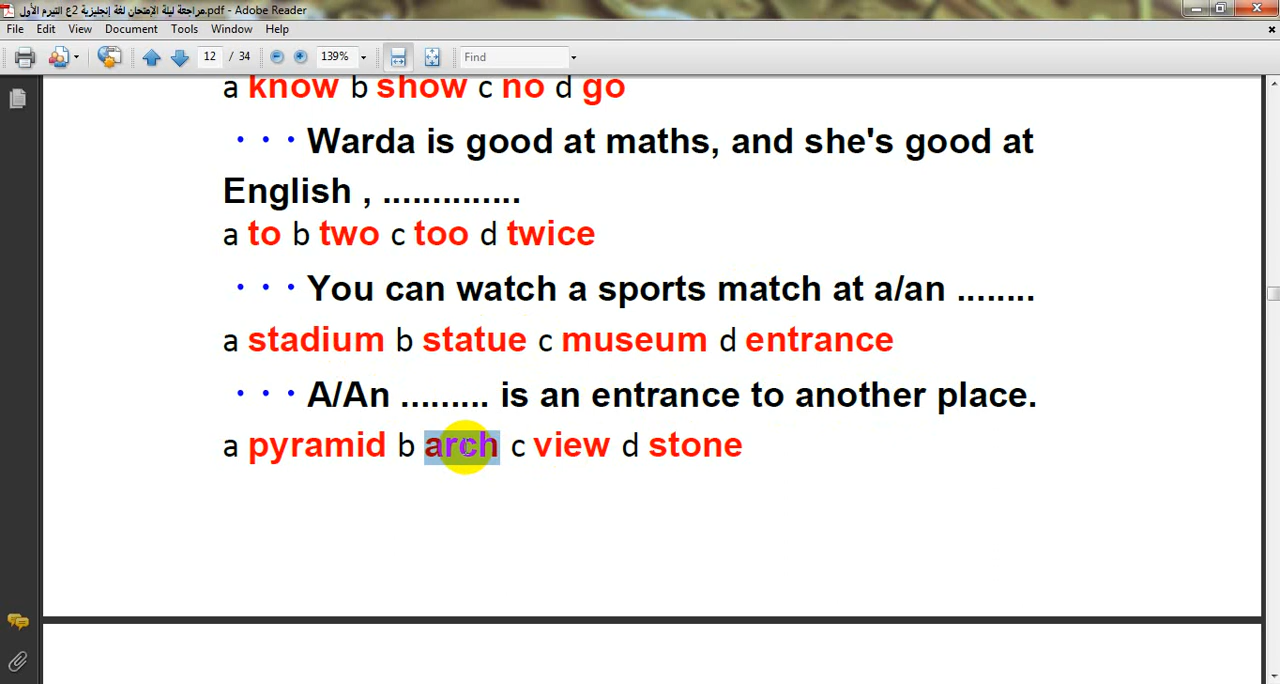 مراجعة ليلة الإمتحان لغة إنجليزية 2ع التيرم الأول.pdf - Adobe Reader
File Edit View Document Tools Window Help
12 / 34 139% Find
a know b show c no d go
• • • Warda is good at maths, and she's good at
English , ..............
a to b two c too d twice
• • • You can watch a sports match at a/an ........
a stadium b statue c museum d entrance
• • • A/An ......... is an entrance to another place.
a pyramid b arch c view d stone